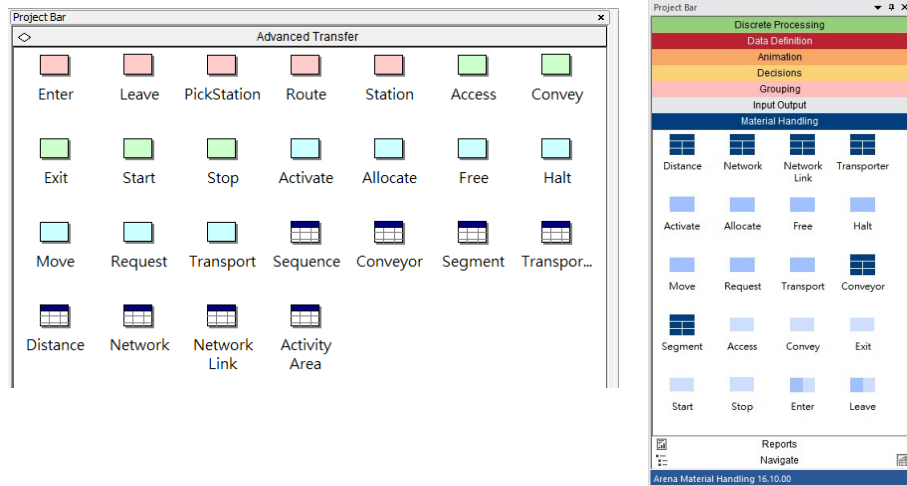 Project Bar
Advanced Transfer
Enter Leave PickStation Route Station Access Convey
Exit Start Stop Activate Allocate Free Halt
Move Request Transport Sequence Conveyor Segment Transpor...
Distance Network Network Link Activity Area
Project Bar
Discrete Processing
Data Definition
Animation
Decisions
Grouping
Input Output
Material Handling
Distance Network Network Link Transporter
Activate Allocate Free Halt
Move Request Transport Conveyor
Segment Access Convey Exit
Start Stop Enter Leave
Reports
Navigate
Arena Material Handling 16.10.00